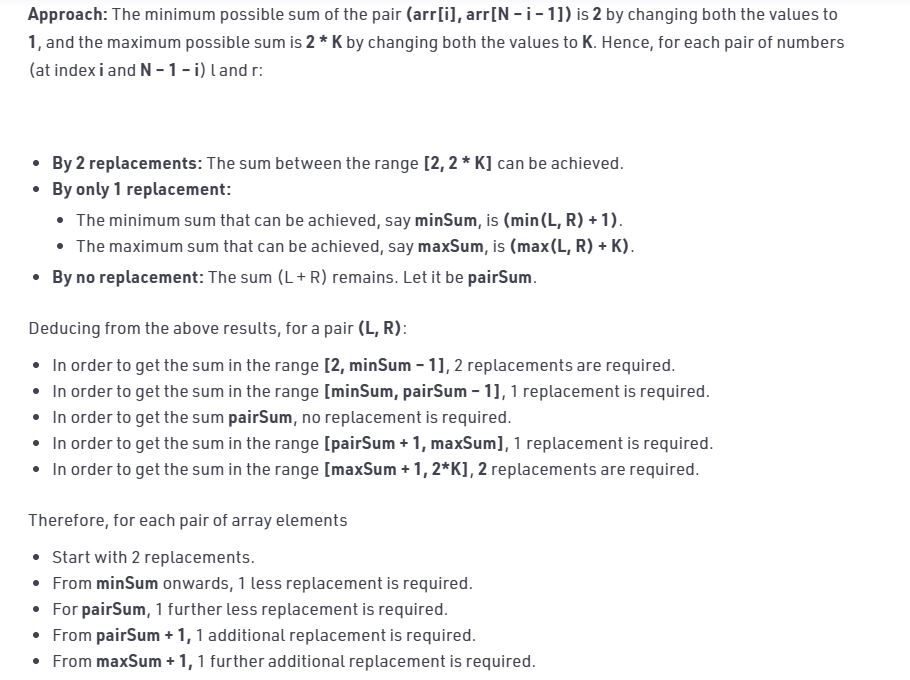 Approach: The minimum possible sum of the pair (arr[i], arr[N – i – 1]) is 2 by changing both the values to
1, and the maximum possible sum is 2 * K by changing both the values to K. Hence, for each pair of numbers
(at index i and N – 1 – i) l and r:
• By 2 replacements: The sum between the range [2, 2 * K] can be achieved.
• By only 1 replacement:
• The minimum sum that can be achieved, say minSum, is (min(L, R) + 1).
• The maximum sum that can be achieved, say maxSum, is (max(L, R) + K).
• By no replacement: The sum (L + R) remains. Let it be pairSum.
Deducing from the above results, for a pair (L, R):
• In order to get the sum in the range [2, minSum – 1], 2 replacements are required.
• In order to get the sum in the range [minSum, pairSum – 1], 1 replacement is required.
• In order to get the sum pairSum, no replacement is required.
• In order to get the sum in the range [pairSum + 1, maxSum], 1 replacement is required.
• In order to get the sum in the range [maxSum + 1, 2*K], 2 replacements are required.
Therefore, for each pair of array elements
• Start with 2 replacements.
• From minSum onwards, 1 less replacement is required.
• For pairSum, 1 further less replacement is required.
• From pairSum + 1, 1 additional replacement is required.
• From maxSum + 1, 1 further additional replacement is required.